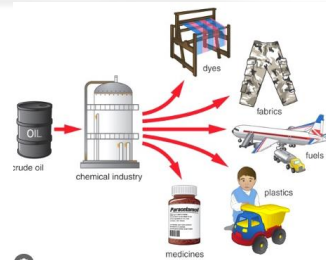 dyes
fabrics
OIL
fuels
crude oil
chemical industry
plastics
Paracetamol
medicines